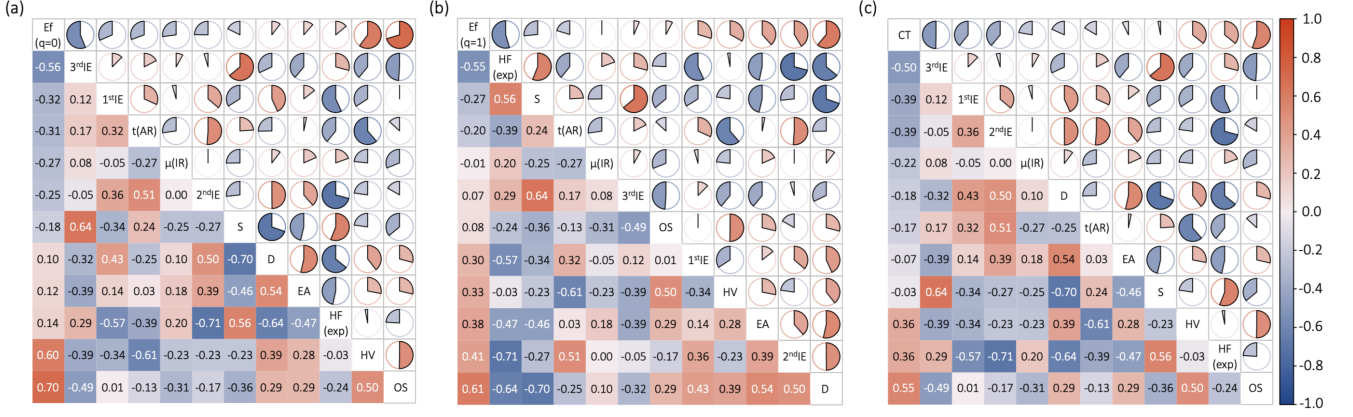 (a)
Ef
(q=0)
-0.56 3rdIE
-0.32 0.12 1stIE
-0.31 0.17 0.32 t(AR)
-0.27 0.08 -0.05 -0.27 μ(IR)
-0.25 -0.05 0.36 0.51 0.00 2ndIE
-0.18 0.64 -0.34 0.24 -0.25 -0.27 S
0.10 -0.32 0.43 -0.25 0.10 0.50 -0.70 D
0.12 -0.39 0.14 0.03 0.18 0.39 -0.46 0.54 EA
0.14 0.29 -0.57 -0.39 0.20 -0.71 0.56 -0.64 -0.47 HF
(exp)
0.60 -0.39 -0.34 -0.61 -0.23 -0.23 -0.23 0.39 0.28 -0.03 HV
0.70 -0.49 0.01 -0.13 -0.31 -0.17 -0.36 0.29 0.29 -0.24 0.50 OS
(b)
Ef
(q=1)
-0.55 HF
(exp)
-0.27 0.56 S
-0.20 -0.39 0.24 t(AR)
-0.01 0.20 -0.25 -0.27 μ(IR)
0.07 0.29 0.64 0.17 0.08 3rdIE
0.08 -0.24 -0.36 -0.13 -0.31 -0.49 OS
0.30 -0.57 -0.34 0.32 -0.05 0.12 0.01 1stIE
0.33 -0.03 -0.23 -0.61 -0.23 -0.39 0.50 -0.34 HV
0.38 -0.47 -0.46 0.03 0.18 -0.39 0.29 0.14 0.28 EA
0.41 -0.71 -0.27 0.51 0.00 -0.05 -0.17 0.36 -0.23 0.39 2ndIE
0.61 -0.64 -0.70 -0.25 0.10 -0.32 0.29 0.43 0.39 0.54 0.50 D
(c)
CT
-0.50 3rdIE
-0.39 0.12 1stIE
-0.39 -0.05 0.36 2ndIE
-0.22 0.08 -0.05 0.00 μ(IR)
-0.18 -0.32 0.43 0.50 0.10 D
-0.17 0.17 0.32 0.51 -0.27 -0.25 t(AR)
-0.07 -0.39 0.14 0.39 0.18 0.54 0.03 EA
-0.03 0.64 -0.34 -0.27 -0.25 -0.70 0.24 -0.46 S
0.36 -0.39 -0.34 -0.23 -0.23 0.39 -0.61 0.28 -0.23 HV
0.36 0.29 -0.57 -0.71 0.20 -0.64 -0.39 -0.47 0.56 -0.03 HF
(exp)
0.55 -0.49 0.01 -0.17 -0.31 0.29 -0.13 0.29 -0.36 0.50 -0.24 OS
1.0
0.8
0.6
0.4
0.2
0.0
-0.2
-0.4
-0.6
-0.8
-1.0